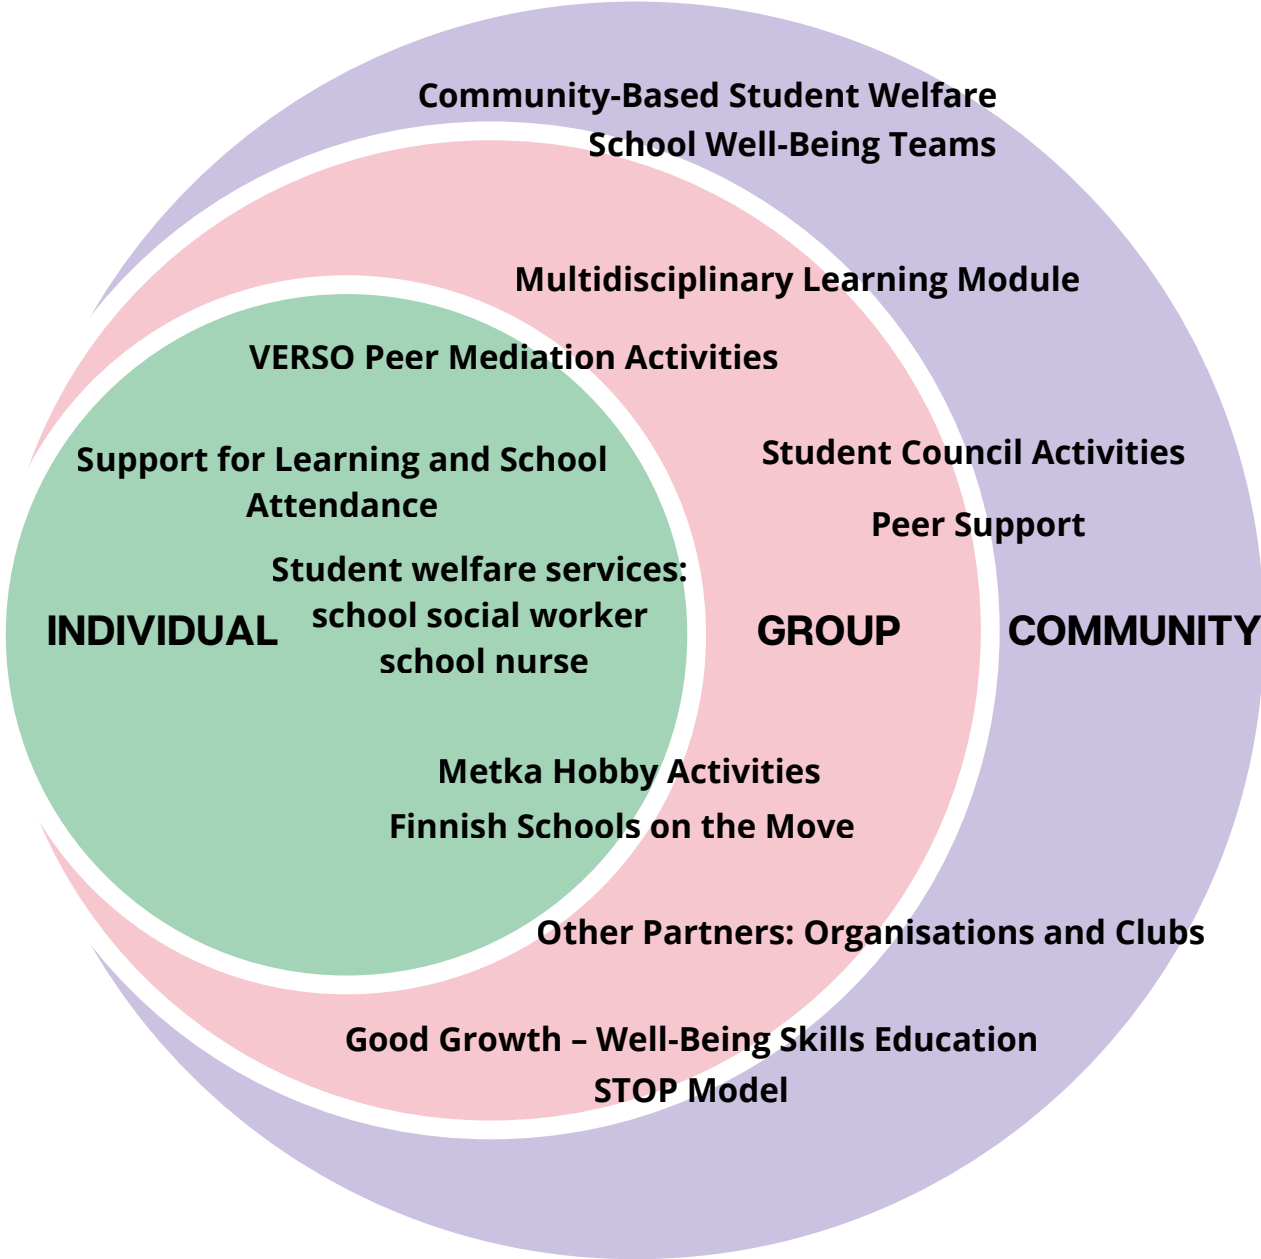 Community-Based Student Welfare
School Well-Being Teams
Multidisciplinary Learning Module
VERSO Peer Mediation Activities
Support for Learning and School
Attendance
Student Council Activities
Peer Support
Student welfare services:
school social worker
school nurse
INDIVIDUAL
GROUP
COMMUNITY
Metka Hobby Activities
Finnish Schools on the Move
Other Partners: Organisations and Clubs
Good Growth – Well-Being Skills Education
STOP Model